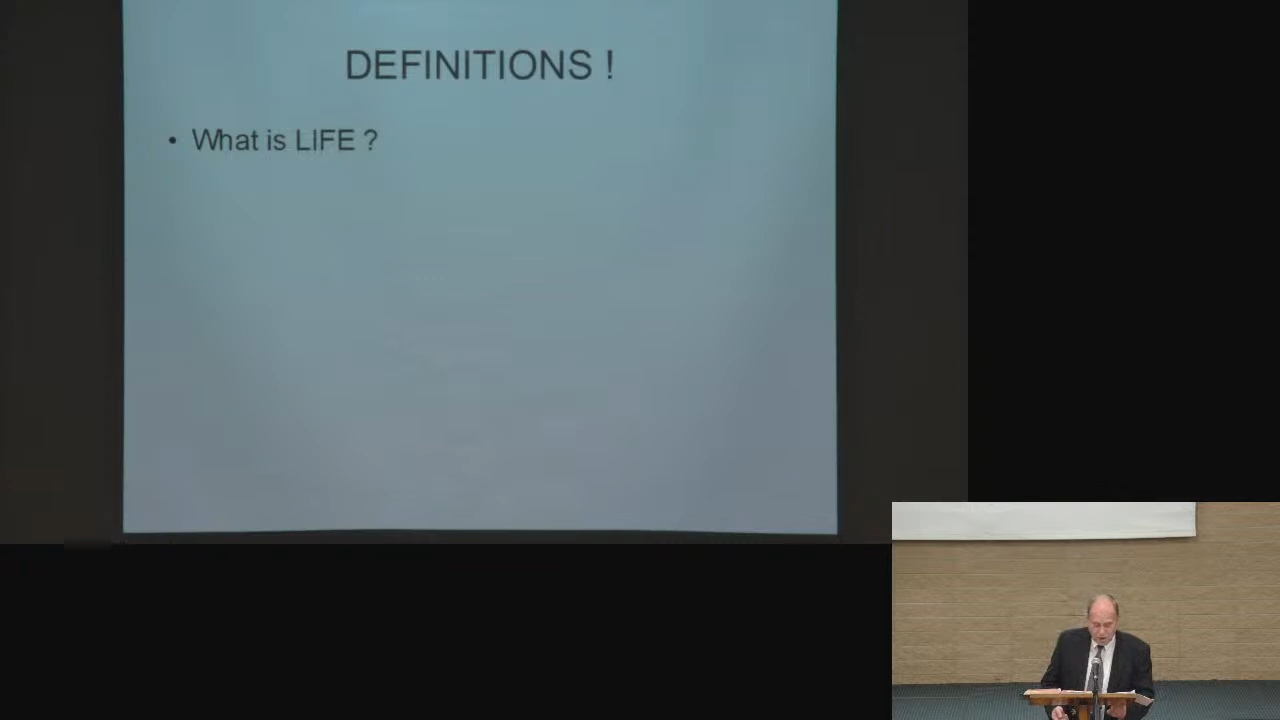 DEFINITIONS !
• What is LIFE ?